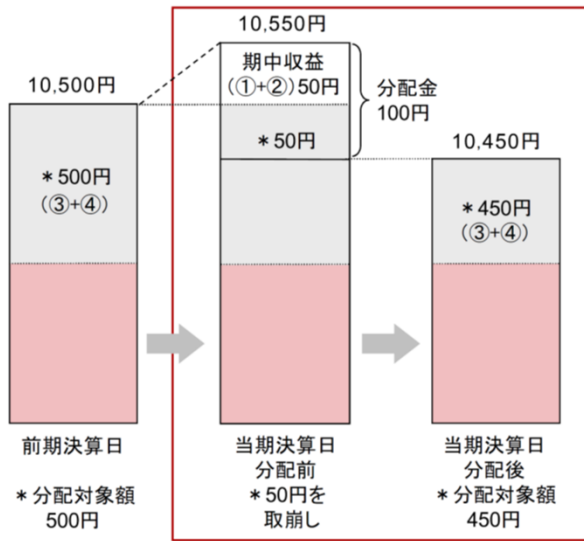 10,500円
＊500円
(③+④)
前期決算日
＊分配対象額
500円
10,550円
期中収益
(①+②)50円
＊50円
分配金
100円
当期決算日
分配前
＊50円を
取崩し
10,450円
＊450円
(③+④)
当期決算日
分配後
＊分配対象額
450円